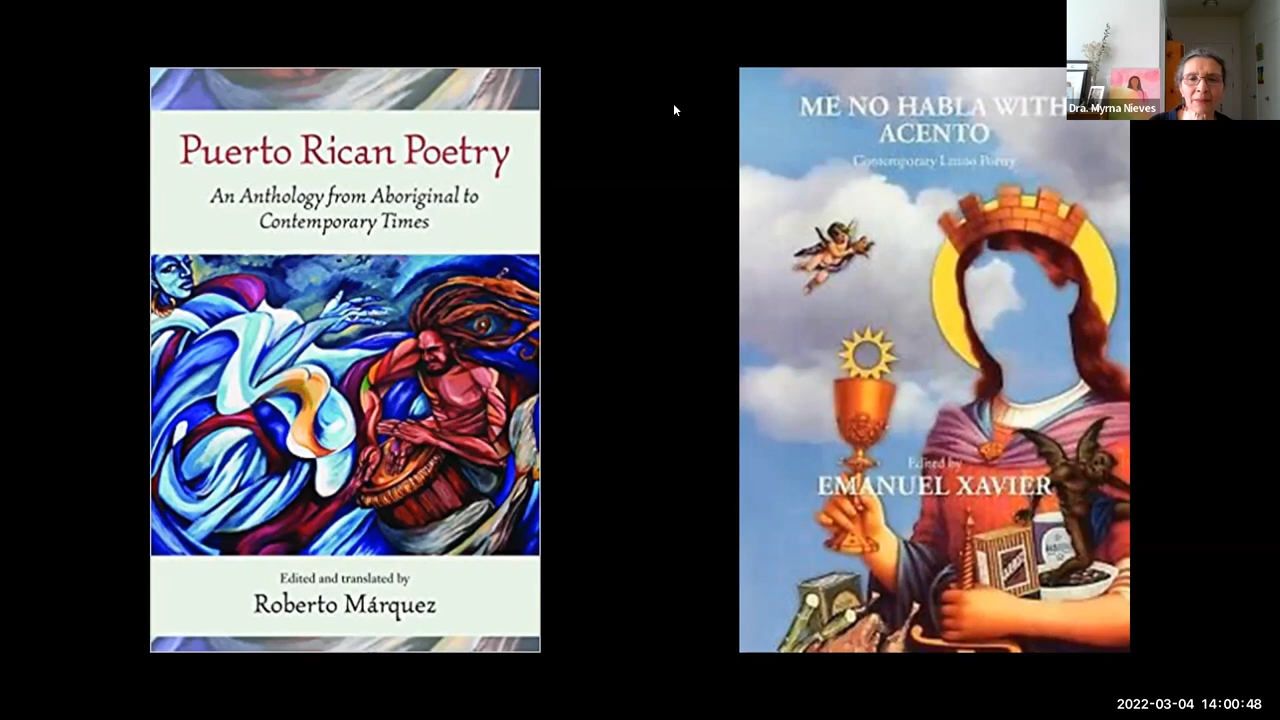 Puerto Rican Poetry
An Anthology from Aboriginal to
Contemporary Times
Edited and translated by
Roberto Márquez
ME NO HABLA WITH
ACENTO
Contemporary Latino Poetry
Edited by
EMANUEL XAVIER
Dra. Myrna Nieves
2022-03-04 14:00:48